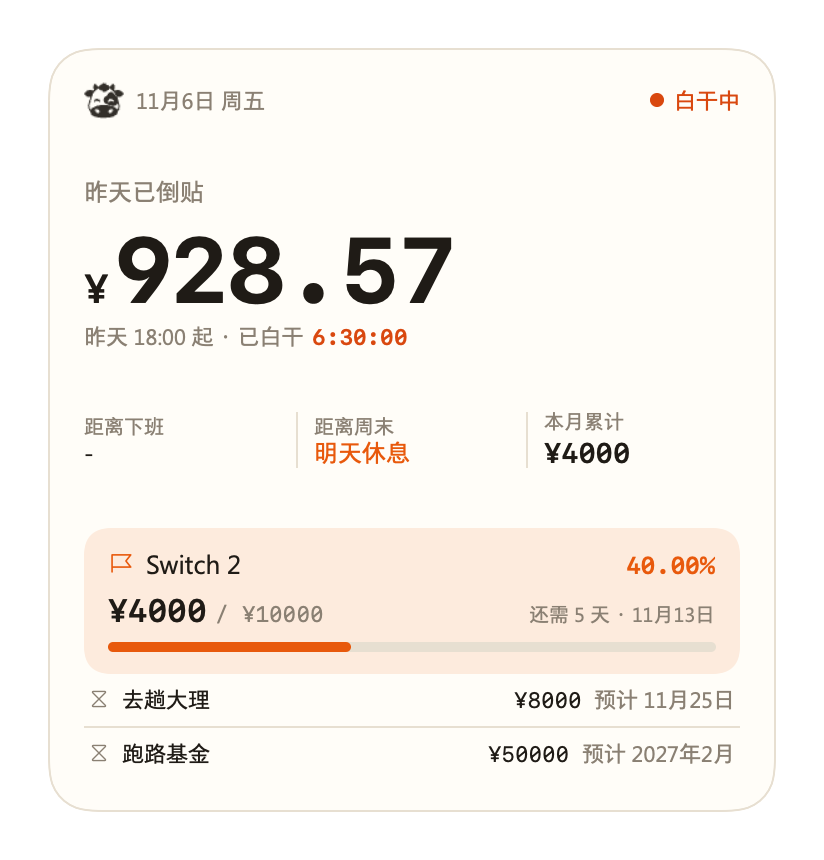 11月6日 周五
白干中
昨天已倒贴
¥928.57
昨天 18:00 起 · 已白干 6:30:00
距离下班
-
距离周末
明天休息
本月累计
¥4000
Switch 2
40.00%
¥4000 / ¥10000
还需 5 天 · 11月13日
去趟大理
¥8000 预计 11月25日
跑路基金
¥50000 预计 2027年2月